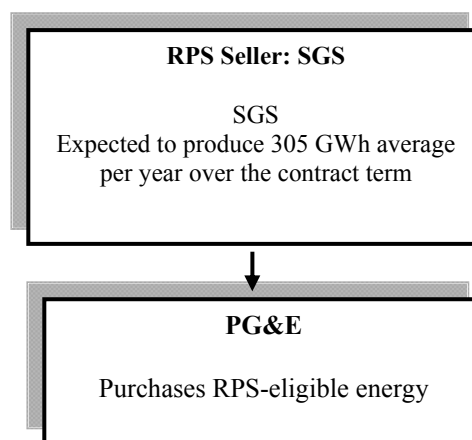 RPS Seller: SGS
SGS
Expected to produce 305 GWh average
per year over the contract term
PG&E
Purchases RPS-eligible energy